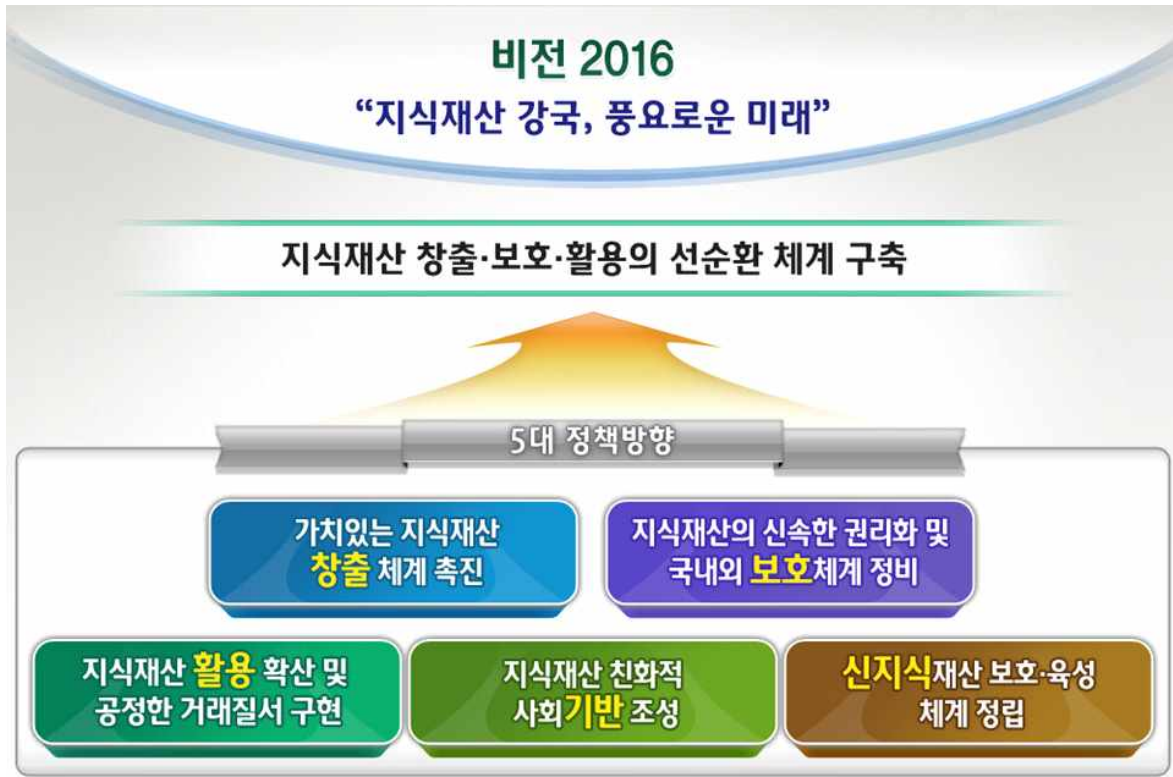 비전 2016
“지식재산 강국, 풍요로운 미래”
지식재산 창출·보호·활용의 선순환 체계 구축
5대 정책방향
가치있는 지식재산
창출 체계 촉진
지식재산의 신속한 권리화 및
국내외 보호체계 정비
지식재산 활용 확산 및
공정한 거래질서 구현
지식재산 친화적
사회기반 조성
신지식재산 보호·육성
체계 정립